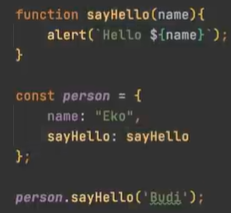 function sayHello(name){
    alert(`Hello ${name}`);
}
const person = {
    name: "Eko",
    sayHello: sayHello
};
person.sayHello('Budi');